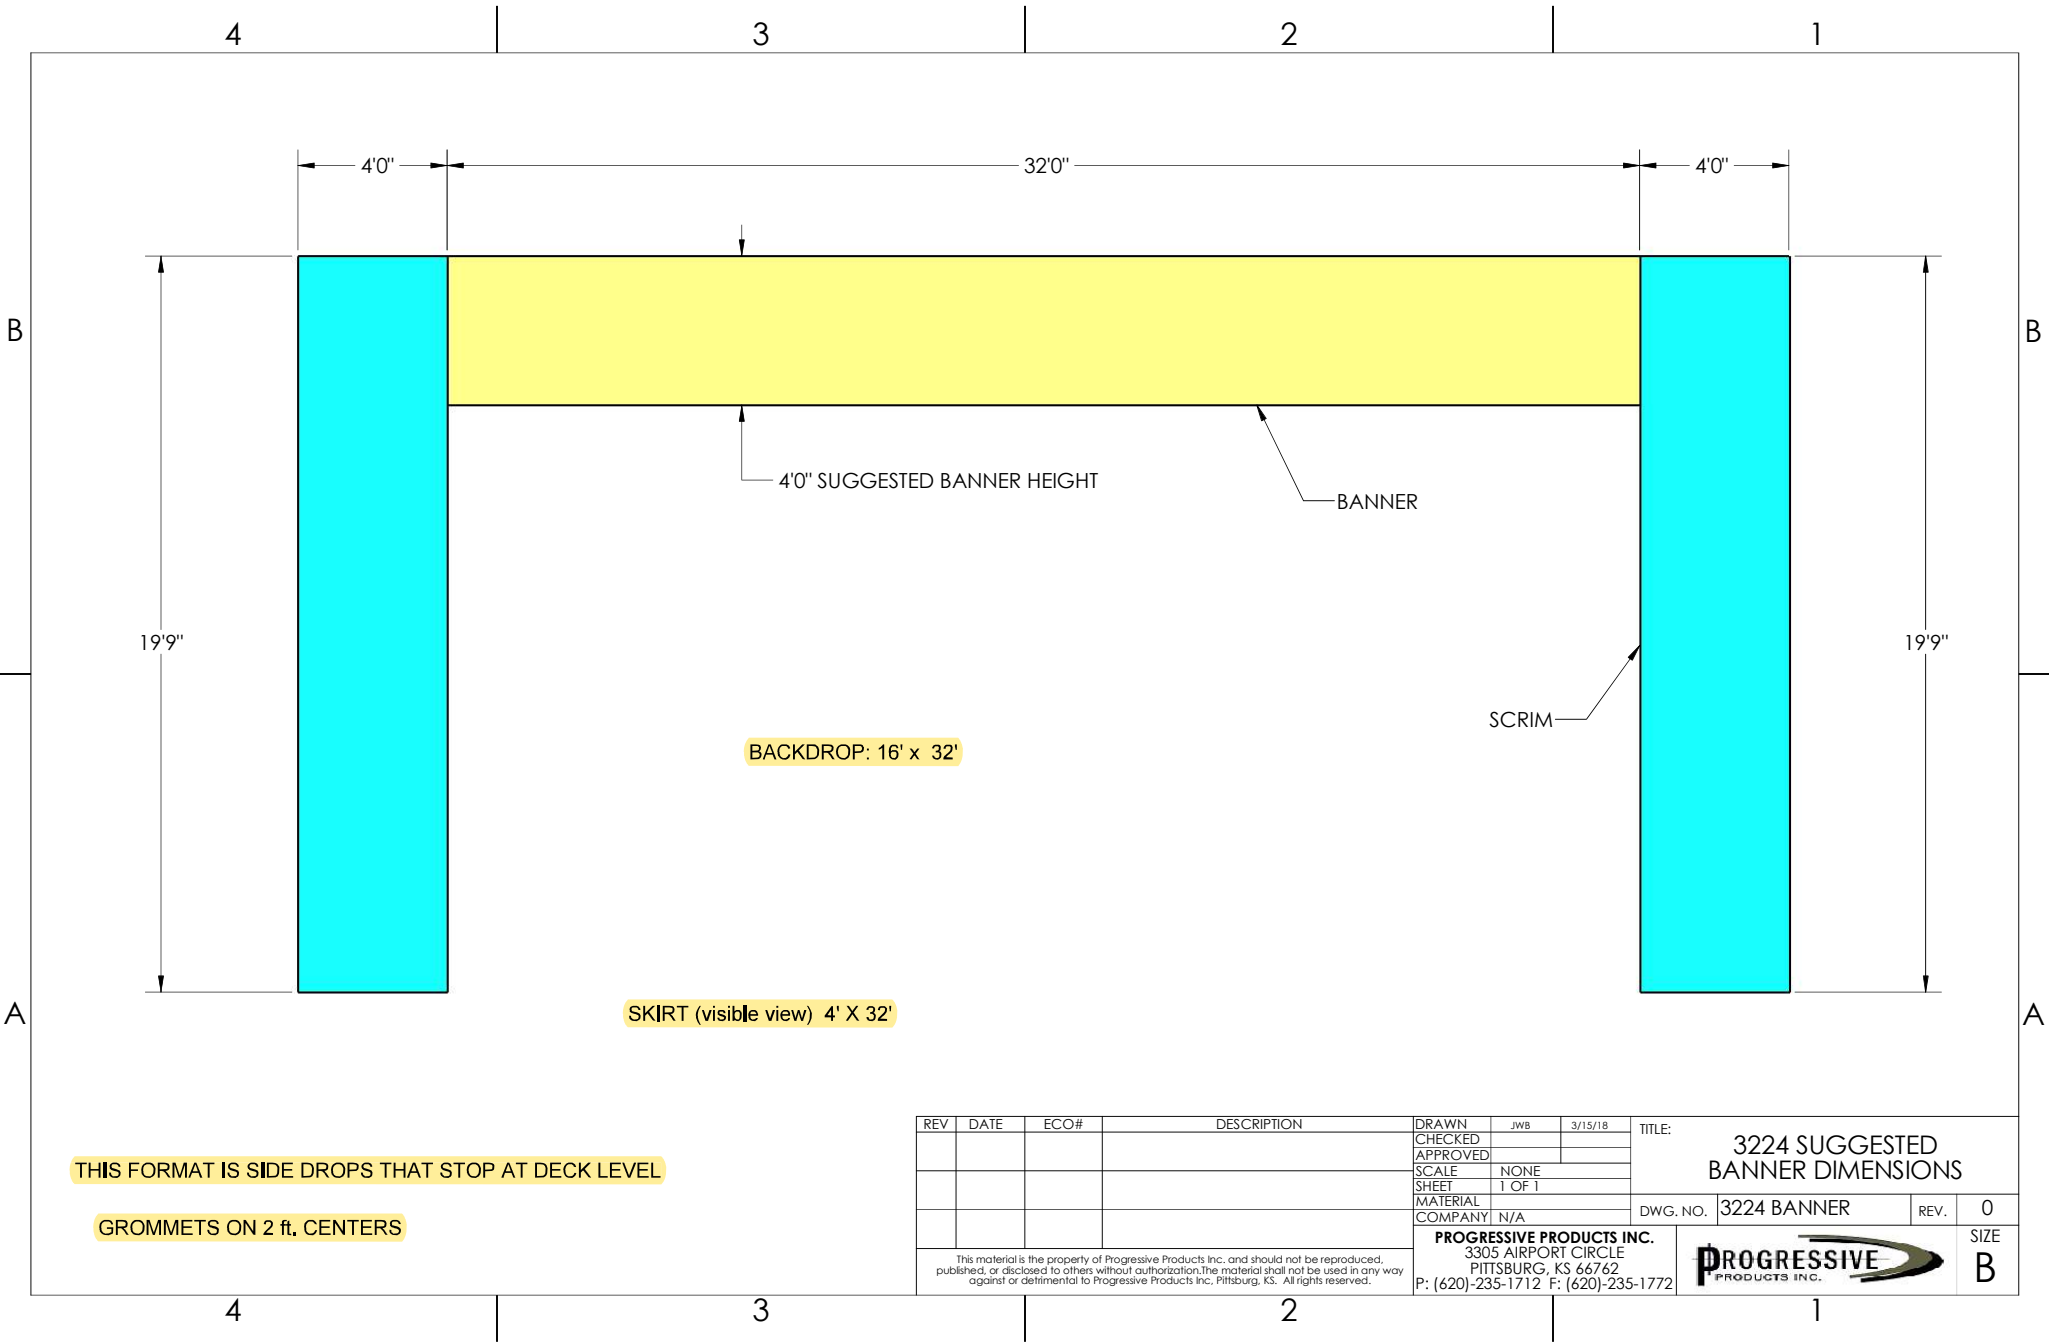 4 3 2 1
4'0" 32'0" 4'0"
B B
4'0" SUGGESTED BANNER HEIGHT
BANNER
19'9" 19'9"
SCRIM
BACKDROP: 16' x 32'
SKIRT (visible view) 4' X 32'
A A
THIS FORMAT IS SIDE DROPS THAT STOP AT DECK LEVEL
GROMMETS ON 2 ft. CENTERS
REV DATE ECO# DESCRIPTION
This material is the property of Progressive Products Inc. and should not be reproduced,
published, or disclosed to others without authorization.The material shall not be used in any way
against or detrimental to Progressive Products Inc, Pittsburg, KS. All rights reserved.
DRAWN JWB 3/15/18
CHECKED
APPROVED
SCALE NONE
SHEET 1 OF 1
MATERIAL
COMPANY N/A
TITLE:
3224 SUGGESTED
BANNER DIMENSIONS
DWG. NO. 3224 BANNER REV. 0
PROGRESSIVE PRODUCTS INC.
3305 AIRPORT CIRCLE
PITTSBURG, KS 66762
P: (620)-235-1712 F: (620)-235-1772
PROGRESSIVE
PRODUCTS INC.
SIZE
B
4 3 2 1